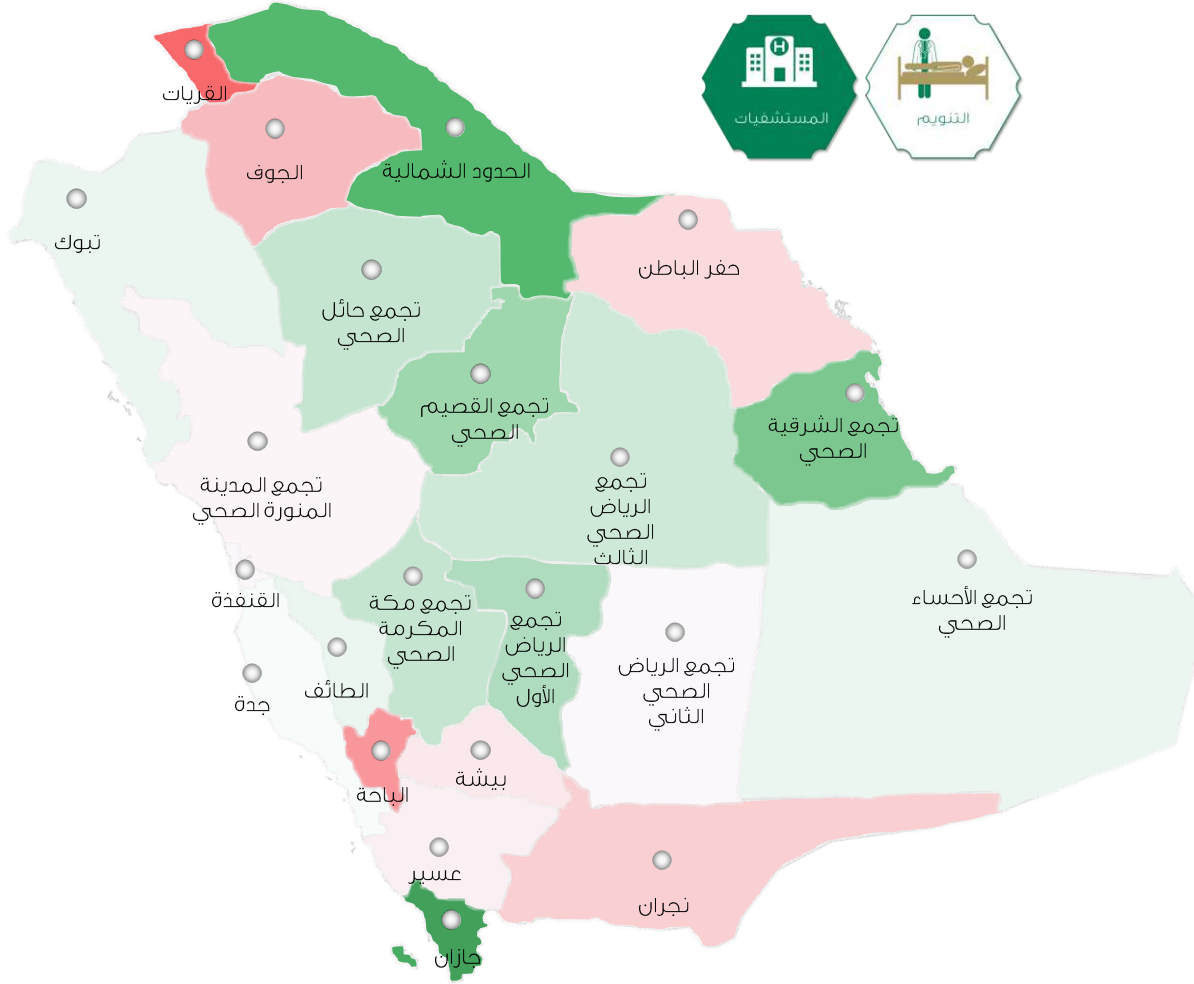 المستشفيات
التنويم
القريات
الجوف
الحدود الشمالية
تبوك
حفر الباطن
تجمع حائل
الصحي
تجمع القصيم
الصحي
تجمع الشرقية
الصحي
تجمع المدينة
المنورة الصحي
تجمع
الرياض
الصحي
الثالث
القنفذة
تجمع مكة
المكرمة
الصحي
تجمع
الرياض
الصحي
الأول
تجمع الرياض
الصحي
الثاني
تجمع الأحساء
الصحي
الطائف
جدة
بيشة
الباحة
عسير
نجران
جازان